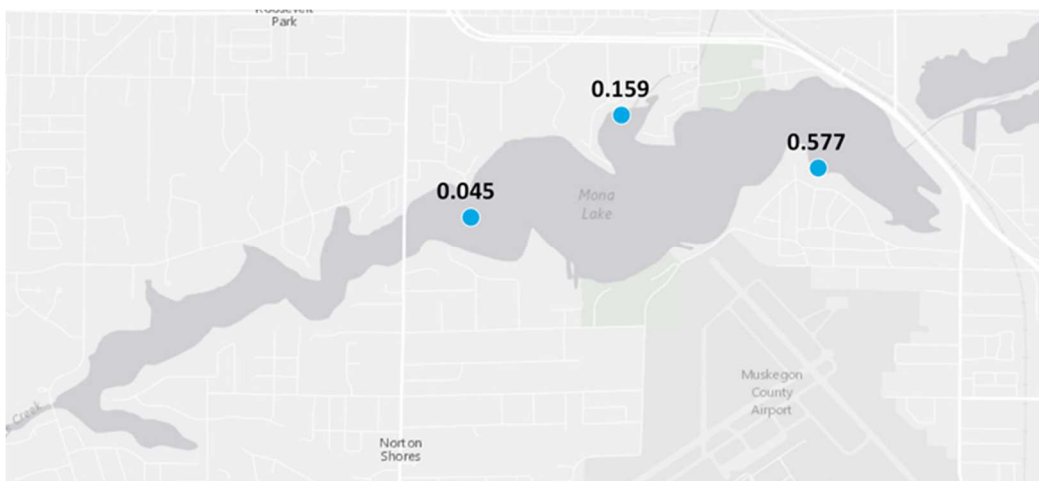 Park
0.159
0.577
0.045
Mona
Lake
Muskegon
County
Airport
Creek
Norton
Shores